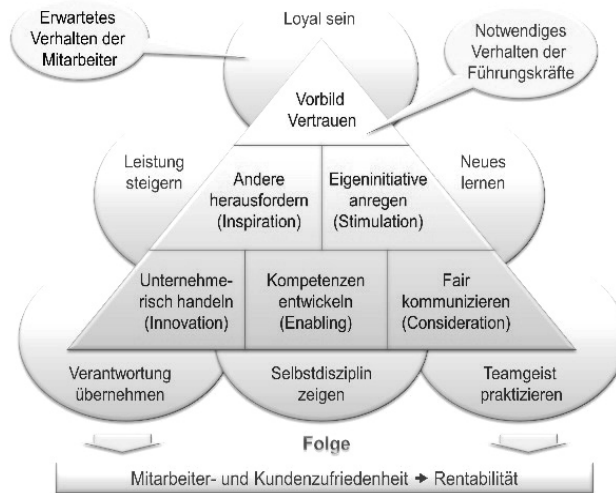 Erwartetes
Verhalten der
Mitarbeiter
Loyal sein
Notwendiges
Verhalten der
Führungskräfte
Vorbild
Vertrauen
Leistung
steigern
Neues
lernen
Andere
herausfordern
(Inspiration)
Eigeninitiative
anregen
(Stimulation)
Unternehme-
risch handeln
(Innovation)
Kompetenzen
entwickeln
(Enabling)
Fair
kommunizieren
(Consideration)
Verantwortung
übernehmen
Selbstdisziplin
zeigen
Teamgeist
praktizieren
Folge
Mitarbeiter- und Kundenzufriedenheit ➔ Rentabilität